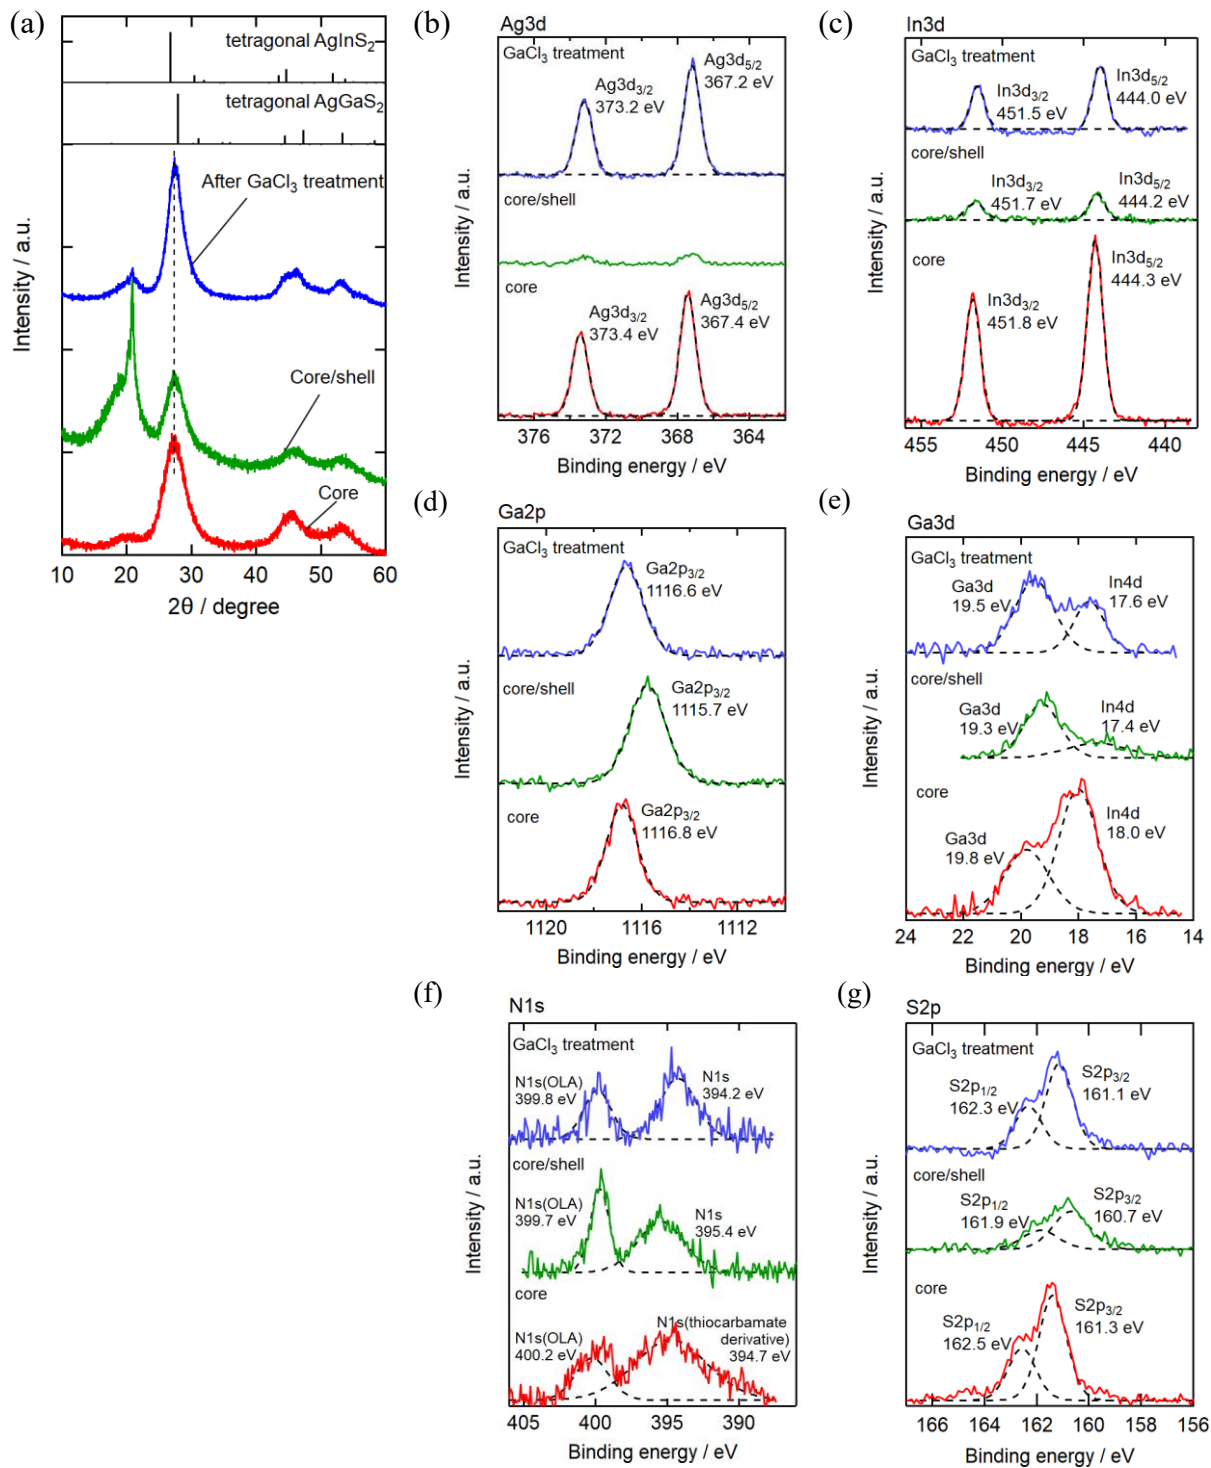 (a)
tetragonal AgInS2
tetragonal AgGaS2
After GaCl3 treatment
Core/shell
Core
Intensity / a.u.
10 20 30 40 50 60
2θ / degree
(b)
Ag3d
GaCl3 treatment
Ag3d3/2
373.2 eV
Ag3d5/2
367.2 eV
core/shell
core
Ag3d3/2
373.4 eV
Ag3d5/2
367.4 eV
Intensity / a.u.
376 372 368 364
Binding energy / eV
(c)
In3d
GaCl3 treatment
In3d3/2
451.5 eV
In3d5/2
444.0 eV
core/shell
In3d3/2
451.7 eV
In3d5/2
444.2 eV
core
In3d3/2
451.8 eV
In3d5/2
444.3 eV
Intensity / a.u.
455 450 445 440
Binding energy / eV
(d)
Ga2p
GaCl3 treatment
Ga2p3/2
1116.6 eV
core/shell
Ga2p3/2
1115.7 eV
core
Ga2p3/2
1116.8 eV
Intensity / a.u.
1120 1116 1112
Binding energy / eV
(e)
Ga3d
GaCl3 treatment
Ga3d
19.5 eV
In4d
17.6 eV
core/shell
Ga3d
19.3 eV
In4d
17.4 eV
core
Ga3d
19.8 eV
In4d
18.0 eV
Intensity / a.u.
24 22 20 18 16 14
Binding energy / eV
(f)
N1s
GaCl3 treatment
N1s(OLA)
399.8 eV
N1s
394.2 eV
core/shell
N1s(OLA)
399.7 eV
N1s
395.4 eV
core
N1s(OLA)
400.2 eV
N1s(thiocarbamate
derivative)
394.7 eV
Intensity / a.u.
405 400 395 390
Binding energy / eV
(g)
S2p
GaCl3 treatment
S2p1/2
162.3 eV
S2p3/2
161.1 eV
core/shell
S2p1/2
161.9 eV
S2p3/2
160.7 eV
core
S2p1/2
162.5 eV
S2p3/2
161.3 eV
Intensity / a.u.
166 164 162 160 158 156
Binding energy / eV